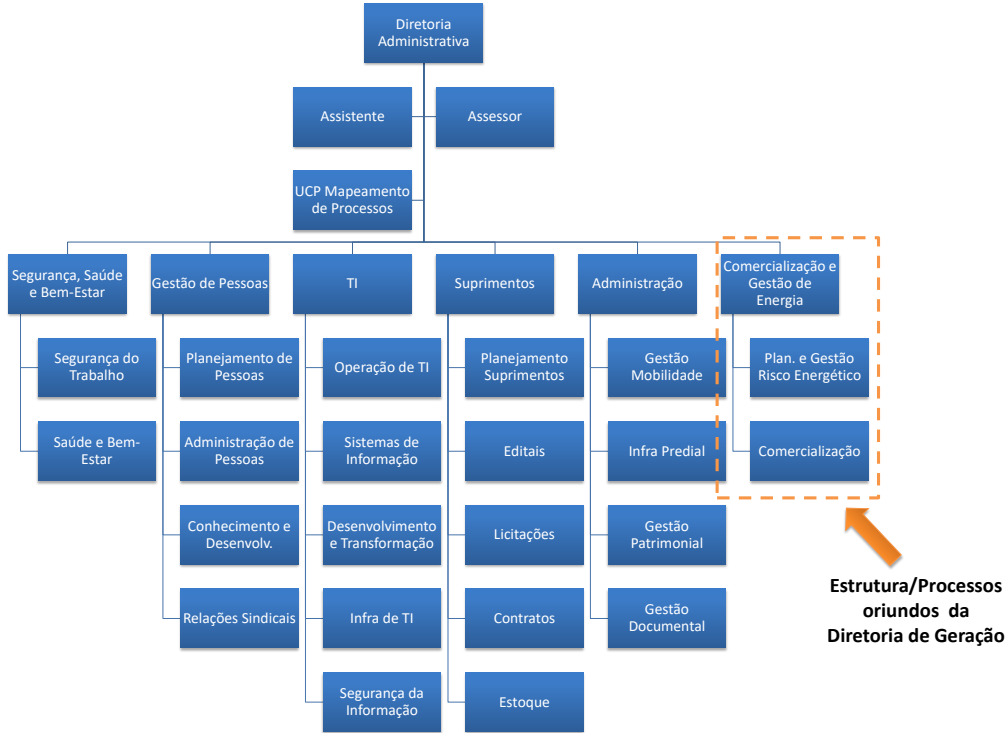 Diretoria
Administrativa
Assistente
Assessor
UCP Mapeamento
de Processos
Segurança, Saúde
e Bem-Estar
Gestão de Pessoas
TI
Suprimentos
Administração
Comercialização e
Gestão de
Energia
Segurança do
Trabalho
Planejamento de
Pessoas
Operação de TI
Planejamento
Suprimentos
Gestão
Mobilidade
Plan. e Gestão
Risco Energético
Saúde e Bem-
Estar
Administração de
Pessoas
Sistemas de
Informação
Editais
Infra Predial
Comercialização
Conhecimento e
Desenvolv.
Desenvolvimento
e Transformação
Licitações
Gestão
Patrimonial
Relações Sindicais
Infra de TI
Contratos
Gestão
Documental
Segurança da
Informação
Estoque
Estrutura/Processos
oriundos da
Diretoria de Geração